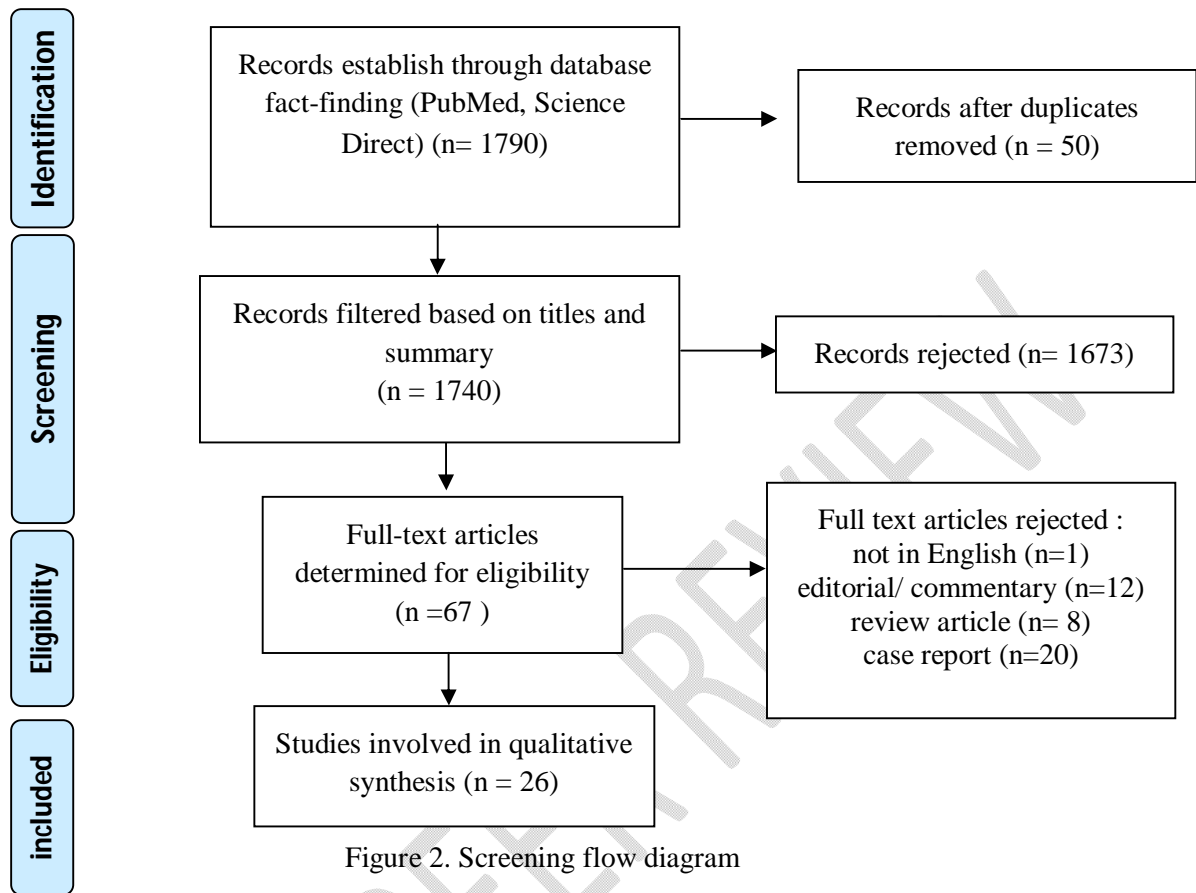 Identification
Records establish through database
fact-finding (PubMed, Science
Direct) (n= 1790)
Records after duplicates
removed (n = 50)
Screening
Records filtered based on titles and
summary
(n = 1740)
Records rejected (n= 1673)
Eligibility
Full-text articles
determined for eligibility
(n =67 )
Full text articles rejected :
not in English (n=1)
editorial/ commentary (n=12)
review article (n= 8)
case report (n=20)
included
Studies involved in qualitative
synthesis (n = 26)
Figure 2. Screening flow diagram
EER REVIEW